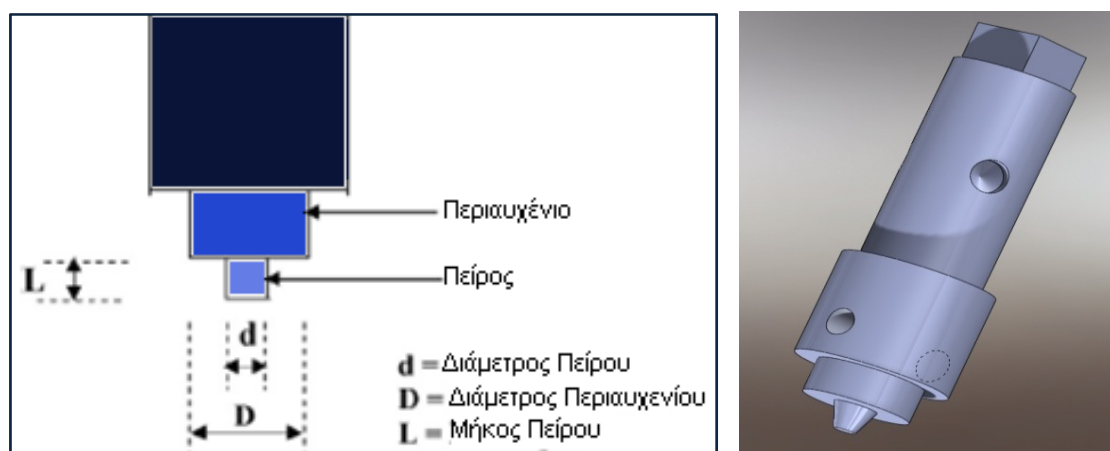 Περιαυχένιο
L
Πείρος
d
d = Διάμετρος Πείρου
D
D = Διάμετρος Περιαυχενίου
L = Μήκος Πείρου